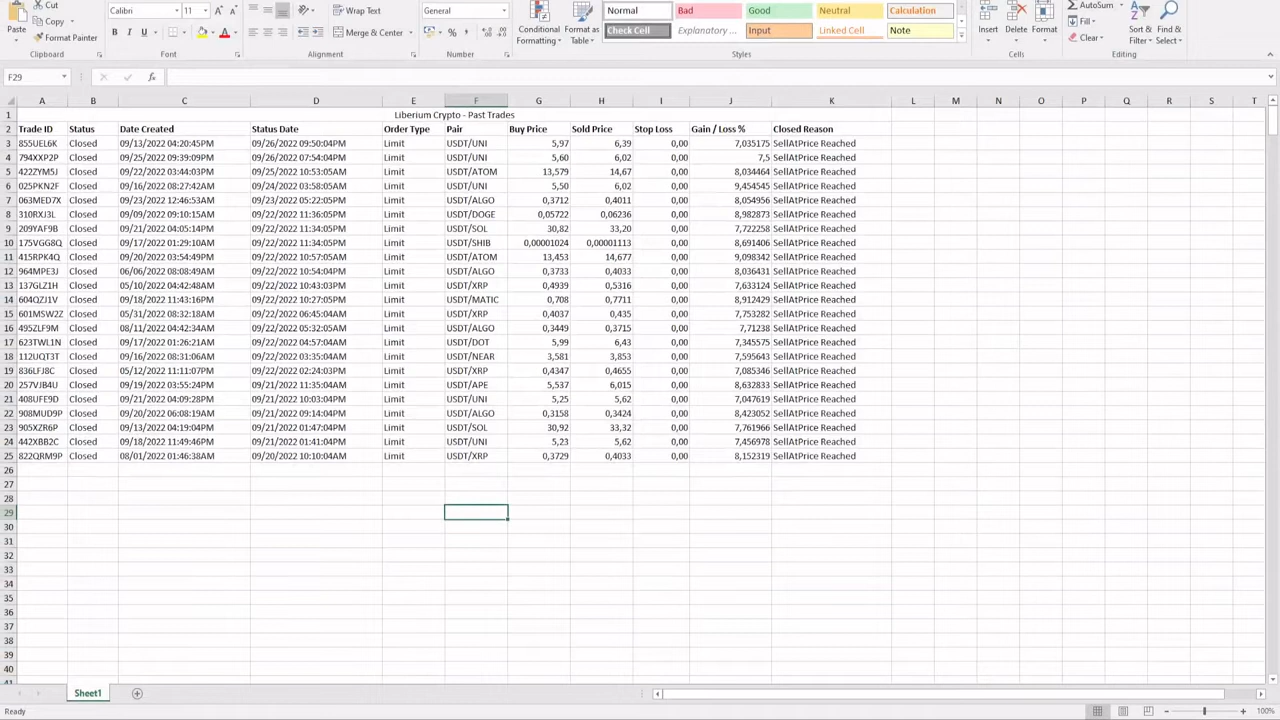 Cut
Calibri 11
Wrap Text
General
Normal Bad Good Neutral Calculation
AutoSum
Paste
Format Painter
Merge & Center
Conditional Formatting
Format as Table
Check Cell Explanatory ... Input Linked Cell Note
Insert Delete Format
Fill
Clear
Sort & Filter
Find & Select
Clipboard Font Alignment Number Styles Cells Editing
F29 fx
A B C D E F G H I J K L M N O P Q R S T
1 Liberium Crypto - Past Trades
2 Trade ID Status Date Created Status Date Order Type Pair Buy Price Sold Price Stop Loss Gain / Loss % Closed Reason
3 855UEL6K Closed 09/13/2022 04:20:45PM 09/26/2022 09:50:04PM Limit USDT/UNI 5,97 6,39 0,00 7,035175 SellAtPrice Reached
4 794XXP2P Closed 09/25/2022 09:39:09PM 09/26/2022 07:54:04PM Limit USDT/UNI 5,60 6,02 0,00 7,5 SellAtPrice Reached
5 422ZYM5J Closed 09/22/2022 03:44:03PM 09/25/2022 10:53:05AM Limit USDT/ATOM 13,579 14,67 0,00 8,034464 SellAtPrice Reached
6 025PKN2F Closed 09/16/2022 08:27:42AM 09/24/2022 03:58:05AM Limit USDT/UNI 5,50 6,02 0,00 9,454545 SellAtPrice Reached
7 063MED7X Closed 09/23/2022 12:46:53AM 09/23/2022 05:22:05PM Limit USDT/ALGO 0,3712 0,4011 0,00 8,054956 SellAtPrice Reached
8 310RXJ3L Closed 09/09/2022 09:10:15AM 09/22/2022 11:36:05PM Limit USDT/DOGE 0,05722 0,06236 0,00 8,982873 SellAtPrice Reached
9 209YAF9B Closed 09/21/2022 04:05:14PM 09/22/2022 11:34:05PM Limit USDT/SOL 30,82 33,20 0,00 7,722258 SellAtPrice Reached
10 175VGG8Q Closed 09/17/2022 01:29:10AM 09/22/2022 11:34:05PM Limit USDT/SHIB 0,00001024 0,00001113 0,00 8,691406 SellAtPrice Reached
11 415RPK4Q Closed 09/20/2022 03:54:49PM 09/22/2022 10:57:05AM Limit USDT/ATOM 13,453 14,677 0,00 9,098342 SellAtPrice Reached
12 964MPE3J Closed 06/06/2022 08:08:49AM 09/22/2022 10:54:04PM Limit USDT/ALGO 0,3733 0,4033 0,00 8,036431 SellAtPrice Reached
13 137GLZ1H Closed 05/10/2022 04:42:48AM 09/22/2022 10:43:03PM Limit USDT/XRP 0,4939 0,5316 0,00 7,633124 SellAtPrice Reached
14 604QZJ1V Closed 09/18/2022 11:43:16PM 09/22/2022 10:27:05PM Limit USDT/MATIC 0,708 0,7711 0,00 8,912429 SellAtPrice Reached
15 601MSW2Z Closed 05/31/2022 08:32:18AM 09/22/2022 06:45:04AM Limit USDT/XRP 0,4037 0,435 0,00 7,753282 SellAtPrice Reached
16 495ZLF9M Closed 08/11/2022 04:42:34AM 09/22/2022 05:32:05AM Limit USDT/ALGO 0,3449 0,3715 0,00 7,71238 SellAtPrice Reached
17 623TWL1N Closed 09/17/2022 01:26:21AM 09/22/2022 04:57:04AM Limit USDT/DOT 5,99 6,43 0,00 7,345575 SellAtPrice Reached
18 112UQT3T Closed 09/16/2022 08:31:06AM 09/22/2022 03:35:04AM Limit USDT/NEAR 3,581 3,853 0,00 7,595643 SellAtPrice Reached
19 836LFJ8C Closed 05/12/2022 11:11:07PM 09/22/2022 02:24:03PM Limit USDT/XRP 0,4347 0,4655 0,00 7,085346 SellAtPrice Reached
20 257VJB4U Closed 09/19/2022 03:55:24PM 09/21/2022 11:35:04AM Limit USDT/APE 5,537 6,015 0,00 8,632833 SellAtPrice Reached
21 408UFE9D Closed 09/21/2022 04:09:28PM 09/21/2022 10:03:04PM Limit USDT/UNI 5,25 5,62 0,00 7,047619 SellAtPrice Reached
22 908MUD9P Closed 09/20/2022 06:08:19AM 09/21/2022 09:14:04PM Limit USDT/ALGO 0,3158 0,3424 0,00 8,423052 SellAtPrice Reached
23 905XZR6P Closed 09/13/2022 04:19:04PM 09/21/2022 01:47:04PM Limit USDT/SOL 30,92 33,32 0,00 7,761966 SellAtPrice Reached
24 442XBB2C Closed 09/18/2022 11:49:46PM 09/21/2022 01:41:04PM Limit USDT/UNI 5,23 5,62 0,00 7,456978 SellAtPrice Reached
25 822QRM9P Closed 08/01/2022 01:46:38AM 09/20/2022 10:10:04AM Limit USDT/XRP 0,3729 0,4033 0,00 8,152319 SellAtPrice Reached
26
27
28
29
30
31
32
33
34
35
36
37
38
39
40
Sheet1
Ready 100%